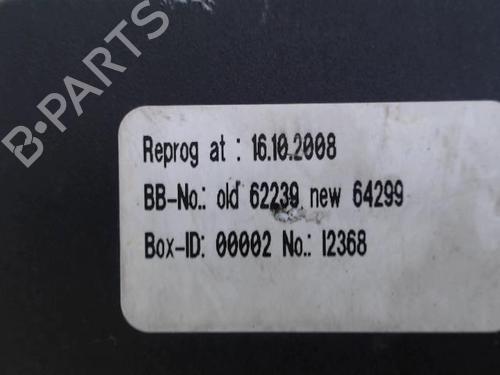 B-PARTS
Reprog at : 16.10.2008
BB-No.: old 62239 new 64299
Box-ID: 00002 No.: 12368